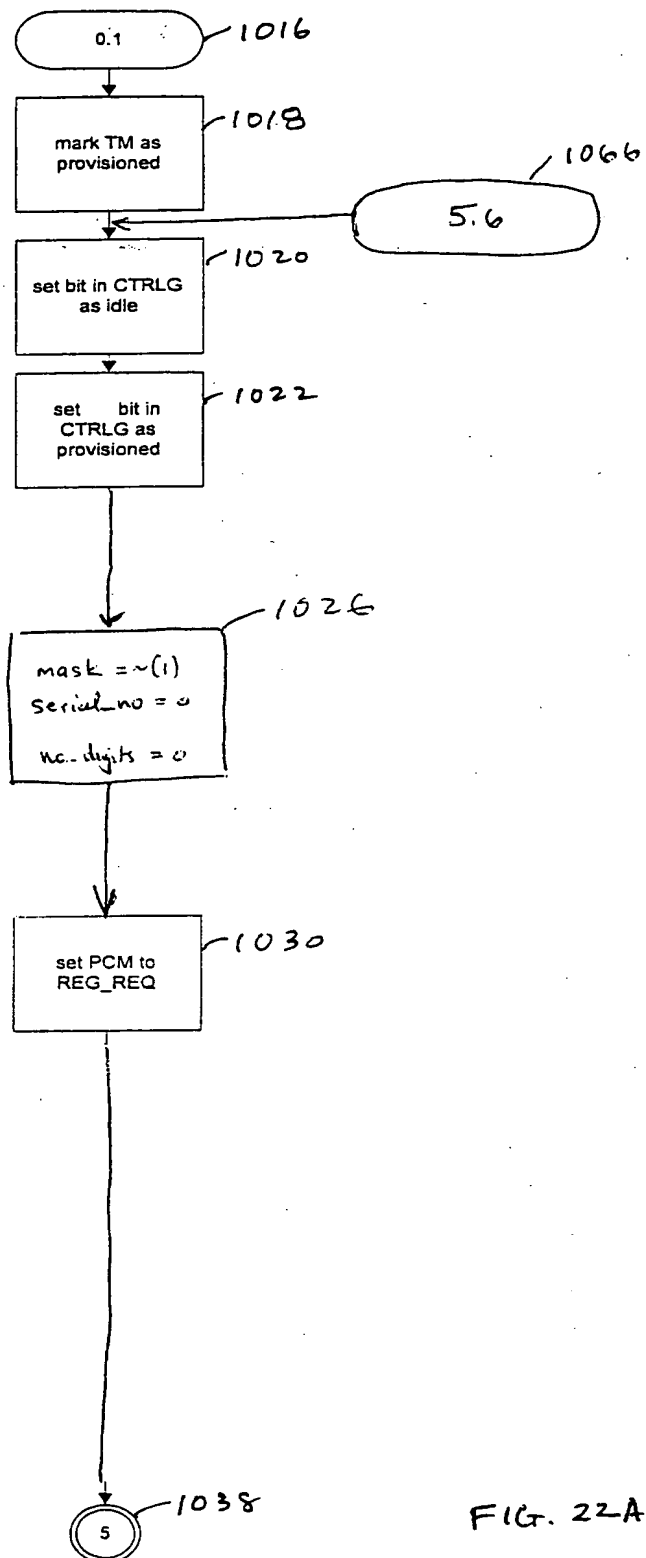 0.1
1016
mark TM as
provisioned
1018
5.6
1066
set bit in CTRLG
as idle
1020
set bit in
CTRLG as
provisioned
1022
mask = ~(1)
serial_no = 0
no_digits = 0
1026
set PCM to
REG_REQ
1030
5
1038
FIG. 22A